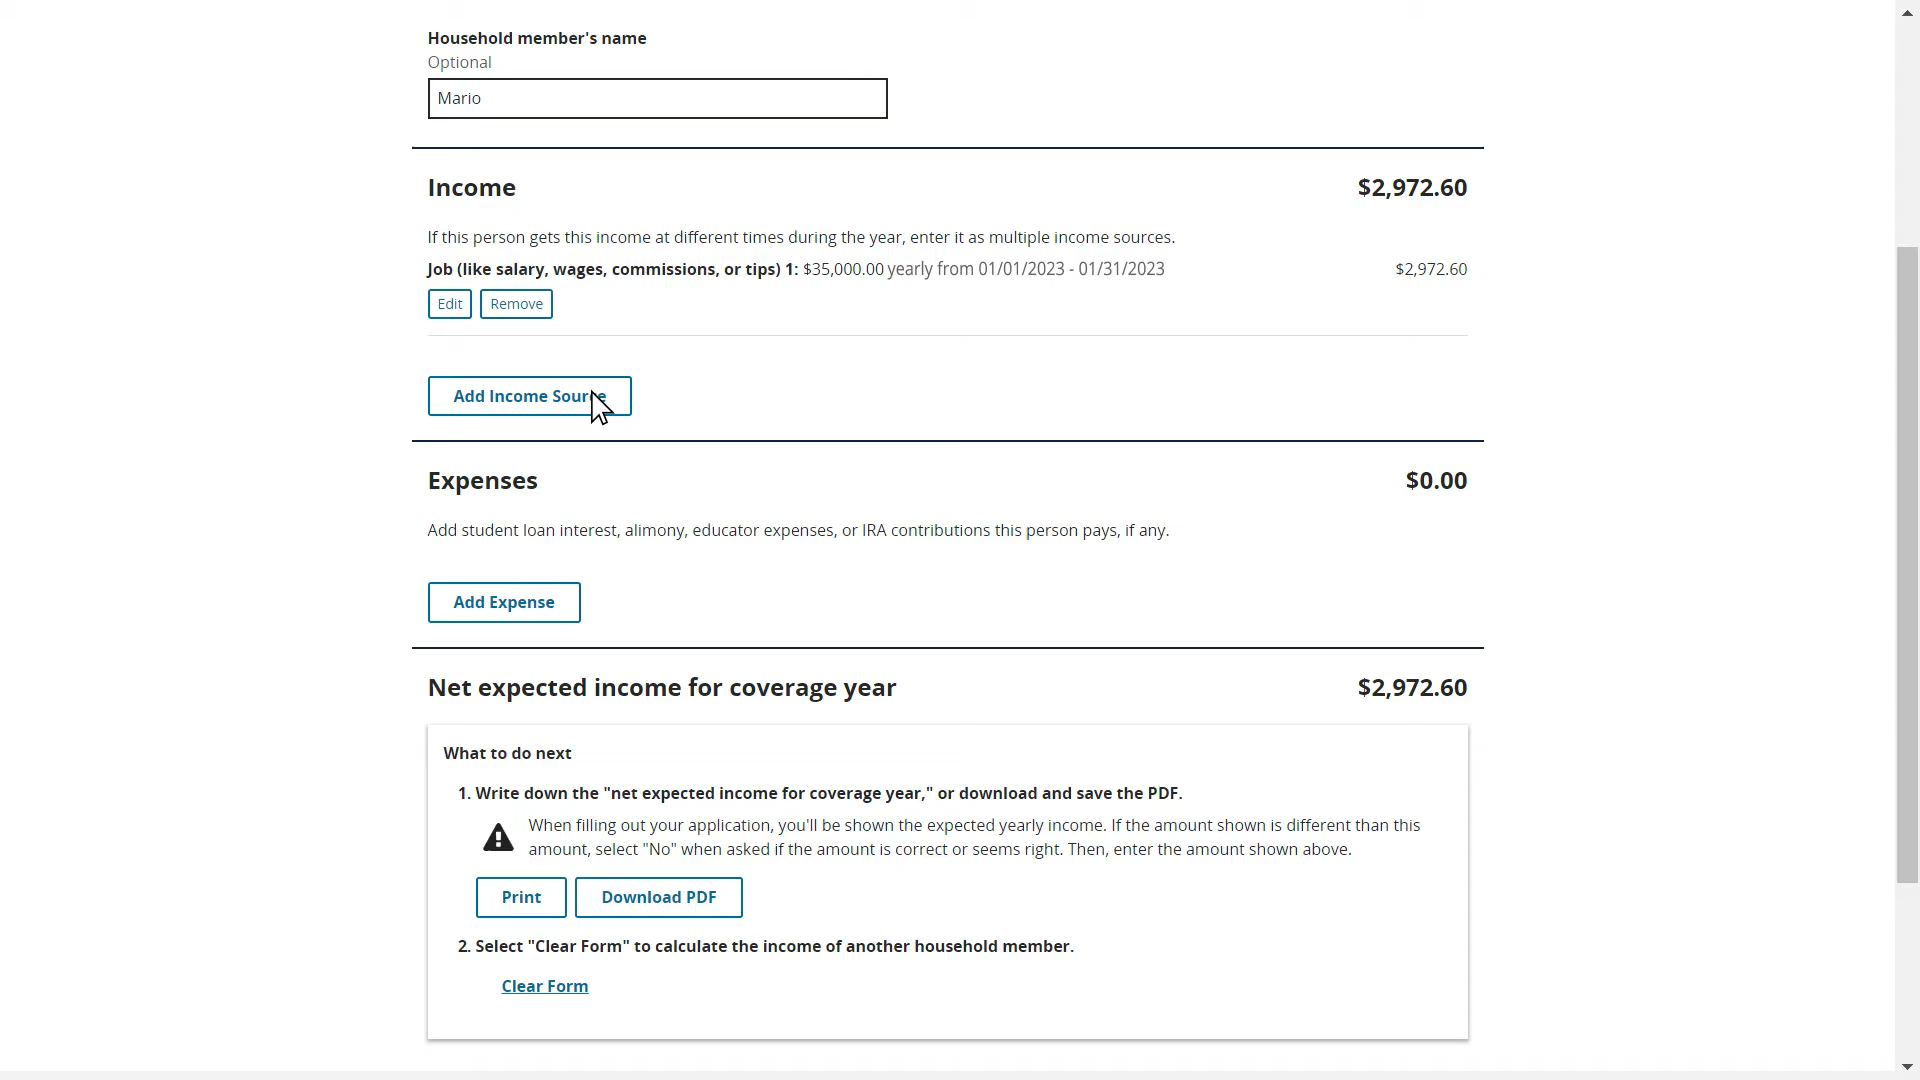 Household member's name
Optional
Mario
Income $2,972.60
If this person gets this income at different times during the year, enter it as multiple income sources.
Job (like salary, wages, commissions, or tips) 1: $35,000.00 yearly from 01/01/2023 - 01/31/2023 $2,972.60
Edit Remove
Add Income Source
Expenses $0.00
Add student loan interest, alimony, educator expenses, or IRA contributions this person pays, if any.
Add Expense
Net expected income for coverage year $2,972.60
What to do next
1. Write down the "net expected income for coverage year," or download and save the PDF.
When filling out your application, you'll be shown the expected yearly income. If the amount shown is different than this
amount, select "No" when asked if the amount is correct or seems right. Then, enter the amount shown above.
Print Download PDF
2. Select "Clear Form" to calculate the income of another household member.
Clear Form